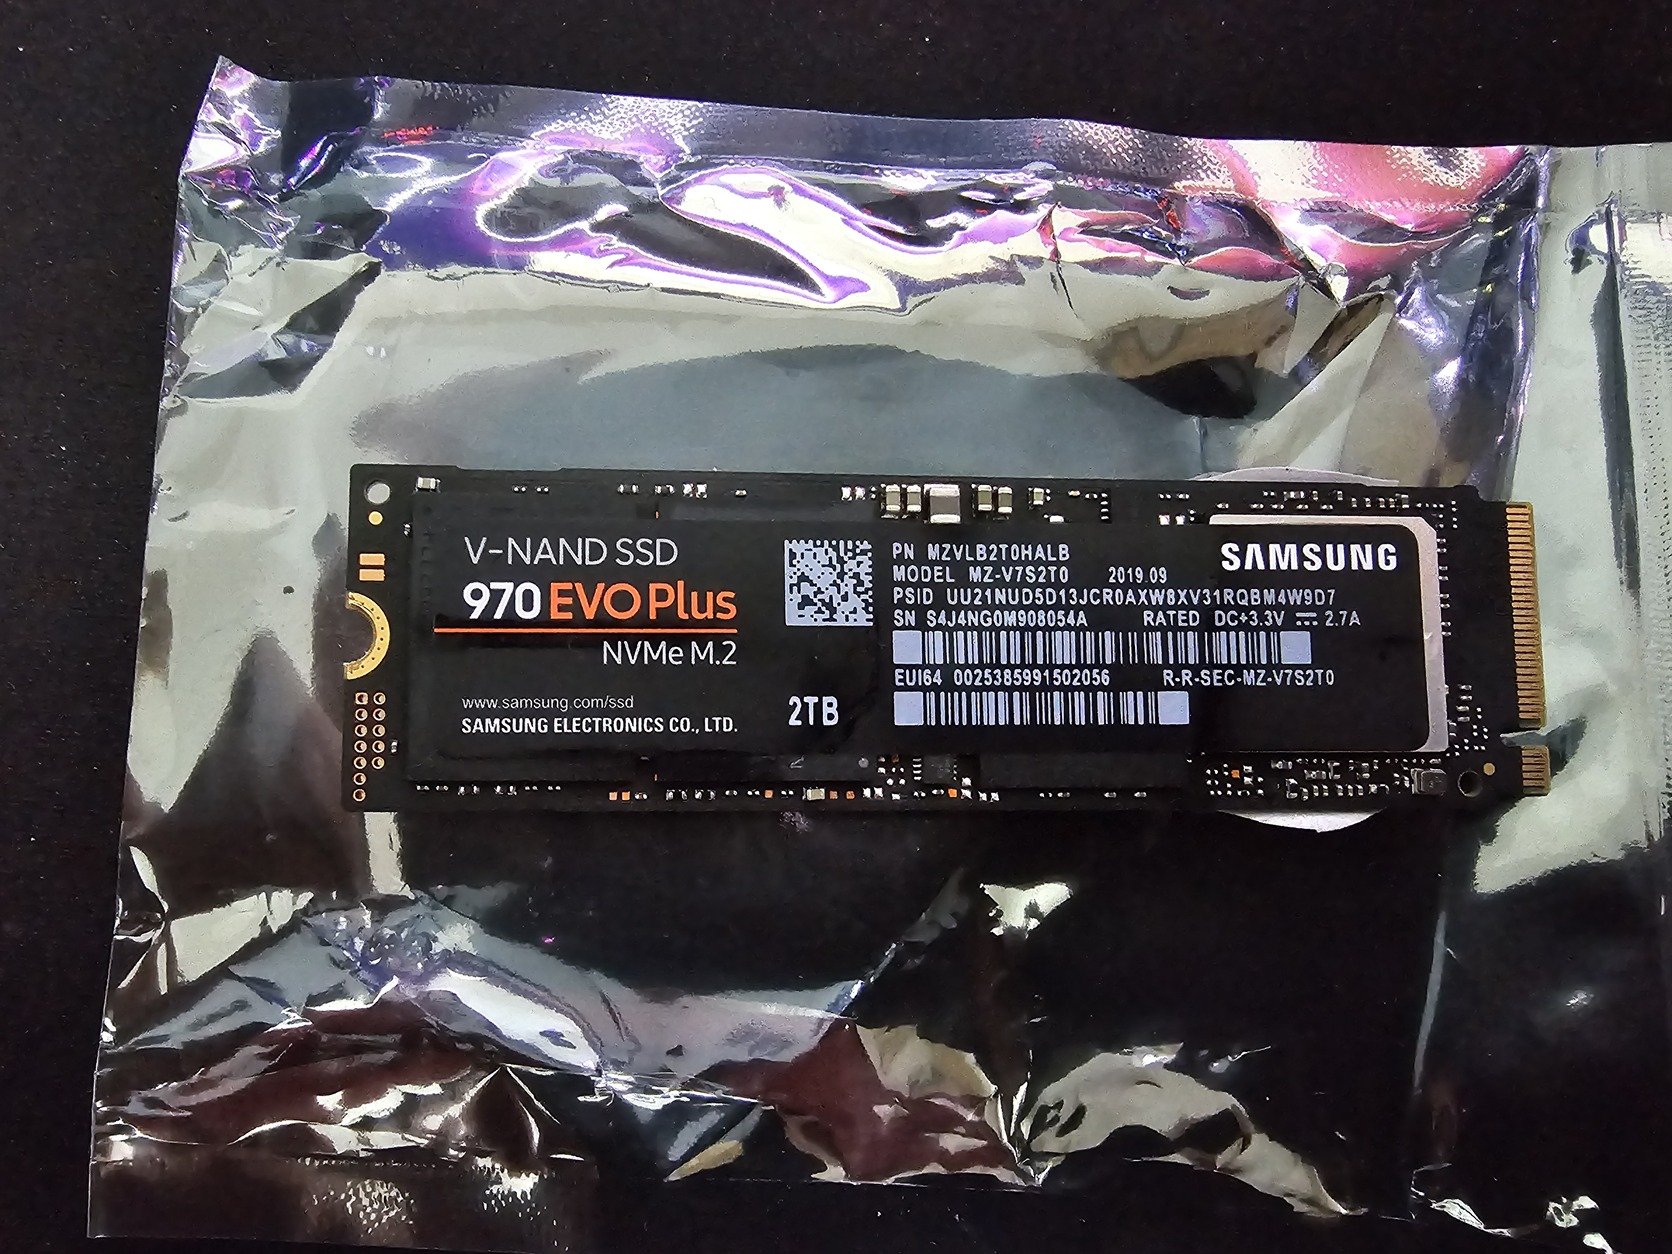 V-NAND SSD
970 EVO Plus
NVMe M.2
www.samsung.com/ssd
SAMSUNG ELECTRONICS CO., LTD.
2TB
PN MZVLB2T0HALB
MODEL MZ-V7S2T0 2019.09
PSID UU21NUD5D13JCR0AXW8XV31RQBM4W9D7
SN S4J4NG0M908054A RATED DC+3.3V ⎓ 2.7A
EUI64 0025385991502056 R-R-SEC-MZ-V7S2T0
SAMSUNG